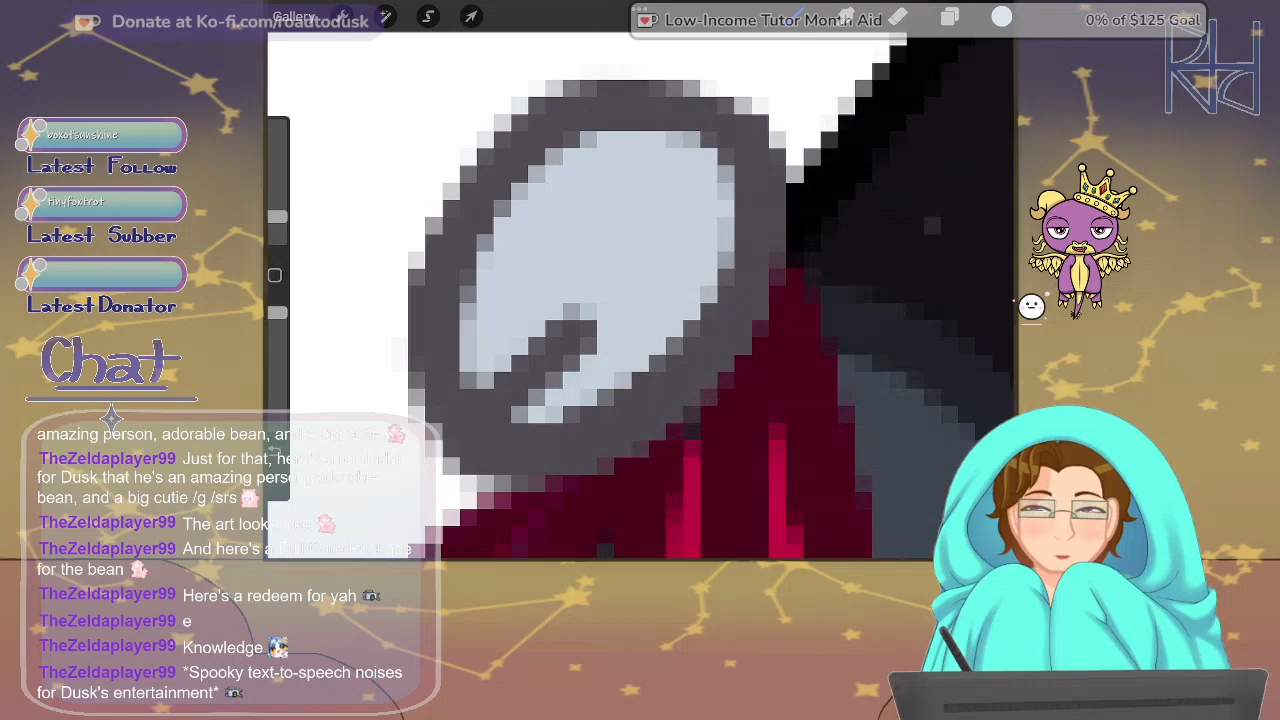 Donate at Ko-fi.com/roadtodusk
Gallery
Low-Income Tutor Month Aid
0% of $125 Goal
boxofsunshine
Latest Follow
tinyfoxtrot
Latest Subber
Latest Donator
Chat
amazing person, adorable bean, and
TheZeldaplayer99 Just for that, here's
for Dusk that he's an amazing person, adorable
bean, and a big cutie /g /srs
TheZeldaplayer99 The art looks
TheZeldaplayer99 And here's a
for the bean
TheZeldaplayer99 Here's a redeem for yah
TheZeldaplayer99 e
TheZeldaplayer99 Knowledge
TheZeldaplayer99 *Spooky text-to-speech noises
for Dusk's entertainment*